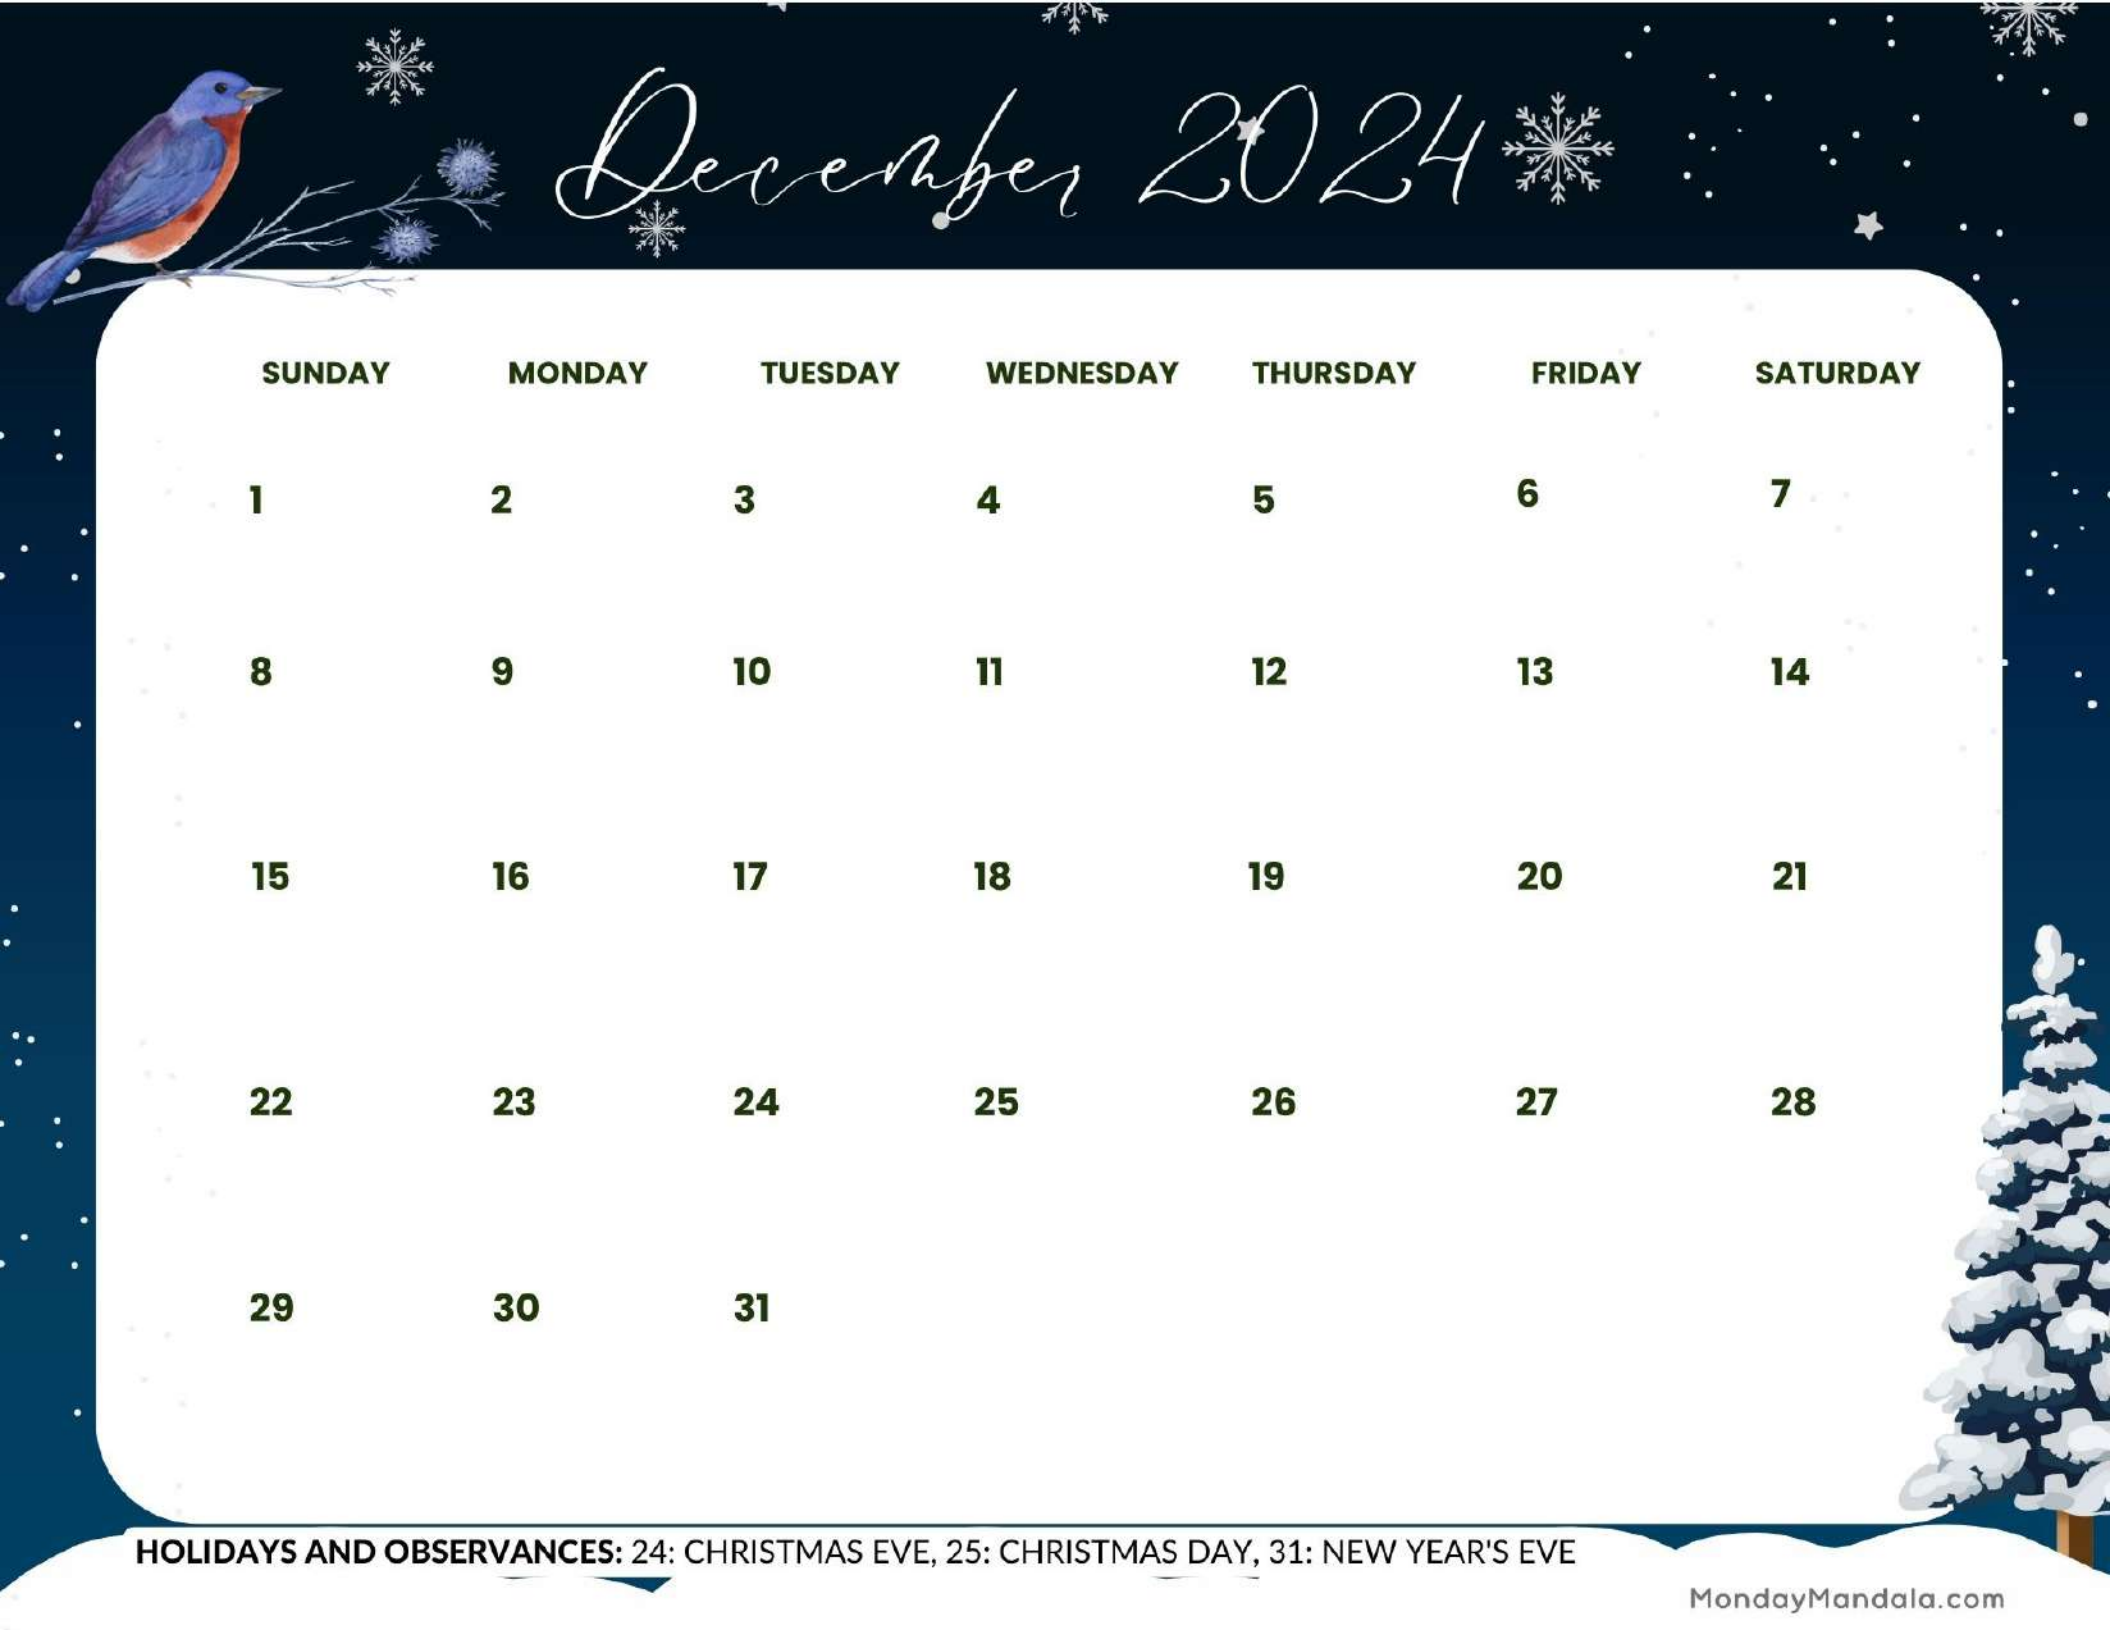 December 2024
SUNDAY MONDAY TUESDAY WEDNESDAY THURSDAY FRIDAY SATURDAY
1 2 3 4 5 6 7
8 9 10 11 12 13 14
15 16 17 18 19 20 21
22 23 24 25 26 27 28
29 30 31
HOLIDAYS AND OBSERVANCES: 24: CHRISTMAS EVE, 25: CHRISTMAS DAY, 31: NEW YEAR'S EVE
MondayMandala.com